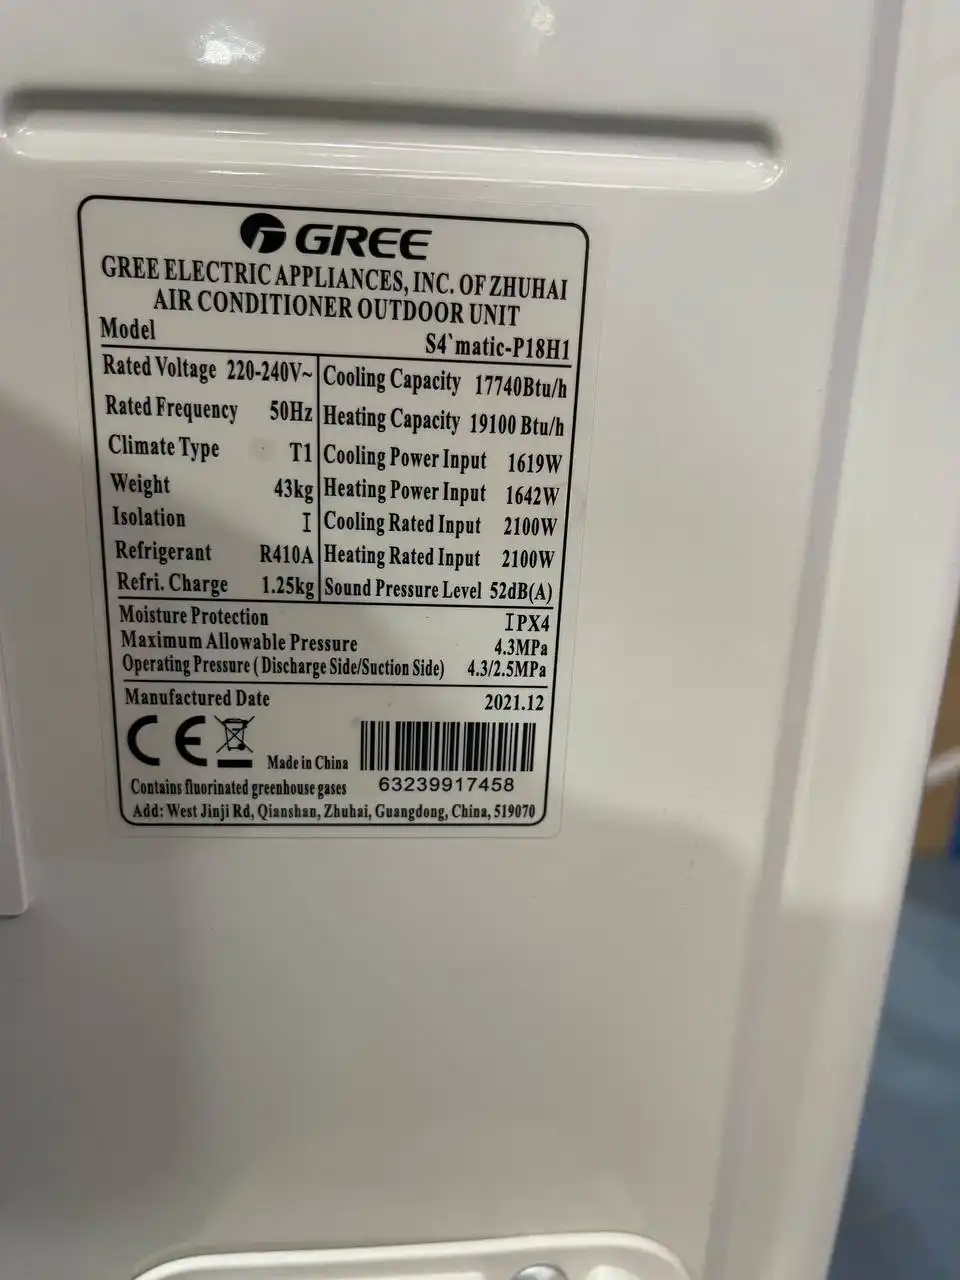 GREE
GREE ELECTRIC APPLIANCES, INC. OF ZHUHAI
AIR CONDITIONER OUTDOOR UNIT
Model S4`matic-P18H1
Rated Voltage 220-240V~ Cooling Capacity 17740Btu/h
Rated Frequency 50Hz Heating Capacity 19100 Btu/h
Climate Type T1 Cooling Power Input 1619W
Weight 43kg Heating Power Input 1642W
Isolation I Cooling Rated Input 2100W
Refrigerant R410A Heating Rated Input 2100W
Refri. Charge 1.25kg Sound Pressure Level 52dB(A)
Moisture Protection IPX4
Maximum Allowable Pressure 4.3MPa
Operating Pressure ( Discharge Side/Suction Side) 4.3/2.5MPa
Manufactured Date 2021.12
CE Made in China
Contains fluorinated greenhouse gases 63239917458
Add: West Jinji Rd, Qianshan, Zhuhai, Guangdong, China, 519070